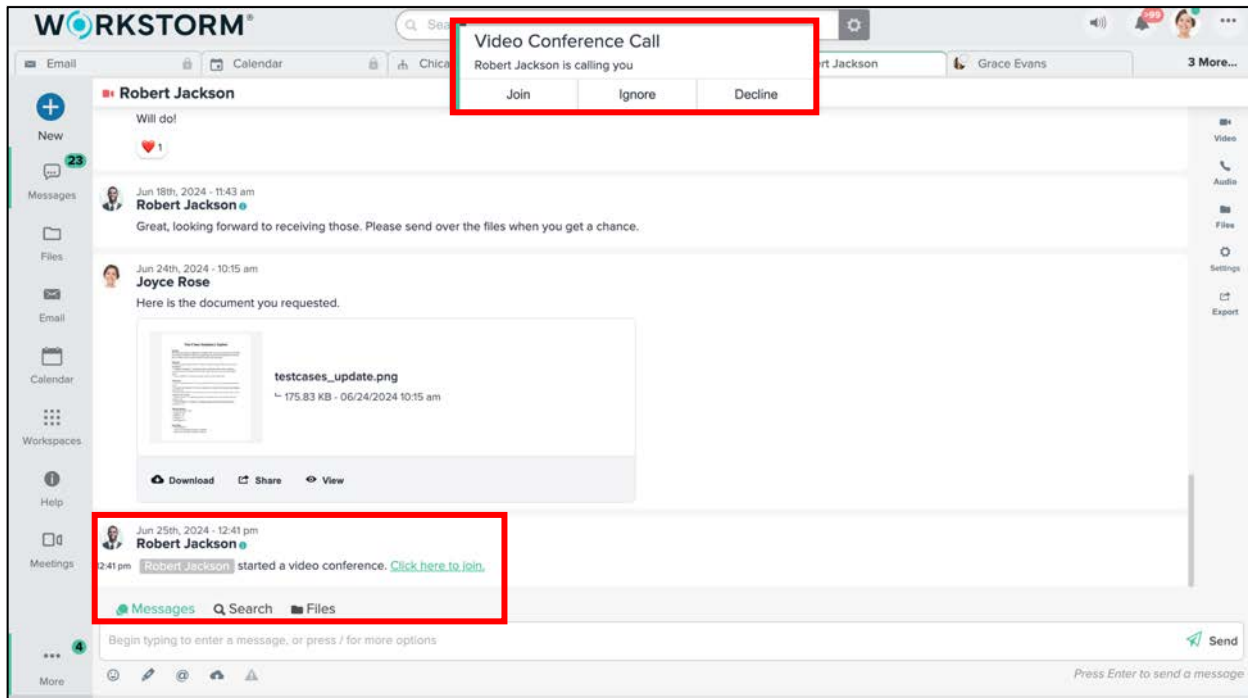 WORKSTORM®
Sea
+99
Video Conference Call
Robert Jackson is calling you
Join Ignore Decline
Email
Calendar
Chica
rt Jackson
Grace Evans
3 More...
New
23
Messages
Files
Email
Calendar
Workspaces
Help
Meetings
4
More
Robert Jackson
Will do!
1
Jun 18th, 2024 - 11:43 am
Robert Jackson
Great, looking forward to receiving those. Please send over the files when you get a chance.
Jun 24th, 2024 - 10:15 am
Joyce Rose
Here is the document you requested.
testcases_update.png
175.83 KB - 06/24/2024 10:15 am
Download Share View
Jun 25th, 2024 - 12:41 pm
Robert Jackson
12:41 pm Robert Jackson started a video conference. Click here to join.
Messages Search Files
Begin typing to enter a message, or press / for more options
Send
@
Press Enter to send a message
Video
Audio
Files
Settings
Export